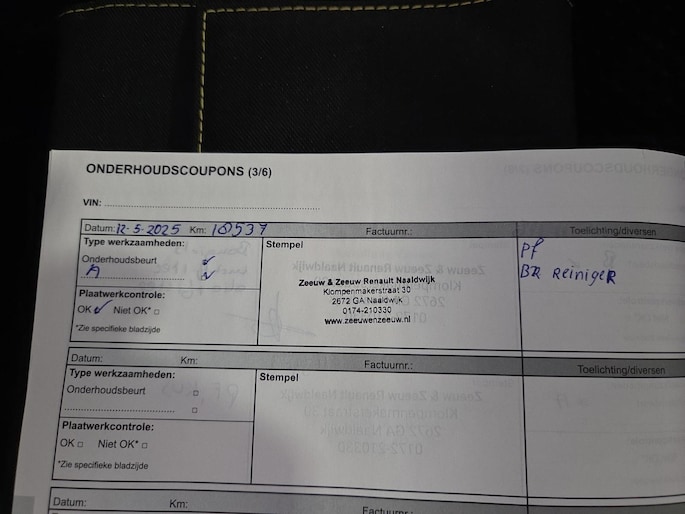 ONDERHOUDSCOUPONS (3/6)
VIN:
Datum: 12-5-2025 Km: 18537 Factuurnr.: Toelichting/diversen
Type werkzaamheden: Stempel
Onderhoudsbeurt
A
Plaatwerkcontrole:
OK Niet OK*
*Zie specifieke bladzijde
Zeeuw & Zeeuw Renault Naaldwijk
Klompenmakerstraat 30
2672 GA Naaldwijk
0174-210330
www.zeeuwenzeeuw.nl
Pf
Reiniger
Datum: Km: Factuurnr.: Toelichting/diversen
Type werkzaamheden: Stempel
Onderhoudsbeurt
Plaatwerkcontrole:
OK Niet OK*
*Zie specifieke bladzijde
Datum: Km: Factuurnr.: